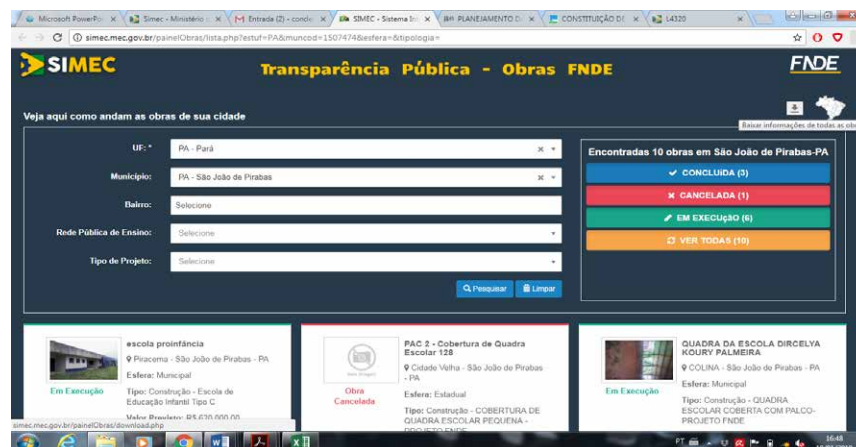 Microsoft PowerPo
Simec - Ministério
Entrada (2) - conde
SIMEC - Sistema In
PLANEJAMENTO D
CONSTITUIÇÃO DE
L4320
simec.mec.gov.br/painelObras/lista.php?estuf=PA&muncod=1507474&esfera=&tipologia=
SIMEC
Transparência Pública - Obras FNDE
FNDE
Veja aqui como andam as obras de sua cidade
Baixar informações de todas as obr
UF: *
PA - Pará
Município:
PA - São João de Pirabas
Bairro:
Selecione
Rede Pública de Ensino:
Selecione
Tipo de Projeto:
Selecione
Pesquisar
Limpar
Encontradas 10 obras em São João de Pirabas-PA
CONCLUíDA (3)
CANCELADA (1)
EM EXECUçãO (6)
VER TODAS (10)
escola proinfância
Piracema - São João de Pirabas - PA
Esfera: Municipal
Tipo: Construção - Escola de
Educação Infantil Tipo C
Valor Previsto: R$ 620.000,00
Em Execução
PAC 2 - Cobertura de Quadra
Escolar 128
Cidade Velha - São João de Pirabas
- PA
Esfera: Estadual
Tipo: Construção - COBERTURA DE
QUADRA ESCOLAR PEQUENA -
PROJETO FNDE
Obra
Cancelada
QUADRA DA ESCOLA DIRCELYA
KOURY PALMEIRA
COLINA - São João de Pirabas - PA
Esfera: Municipal
Tipo: Construção - QUADRA
ESCOLAR COBERTA COM PALCO-
PROJETO FNDE
Em Execução
simec.mec.gov.br/painelObras/download.php
PT
16:48